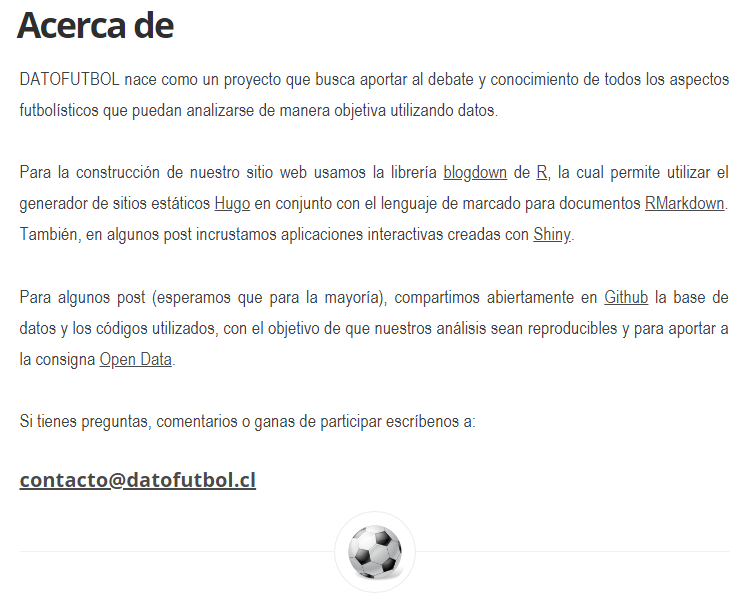 Acerca de
DATOFUTBOL nace como un proyecto que busca aportar al debate y conocimiento de todos los aspectos
futbolísticos que puedan analizarse de manera objetiva utilizando datos.
Para la construcción de nuestro sitio web usamos la librería blogdown de R, la cual permite utilizar el
generador de sitios estáticos Hugo en conjunto con el lenguaje de marcado para documentos RMarkdown.
También, en algunos post incrustamos aplicaciones interactivas creadas con Shiny.
Para algunos post (esperamos que para la mayoría), compartimos abiertamente en Github la base de
datos y los códigos utilizados, con el objetivo de que nuestros análisis sean reproducibles y para aportar a
la consigna Open Data.
Si tienes preguntas, comentarios o ganas de participar escríbenos a:
contacto@datofutbol.cl